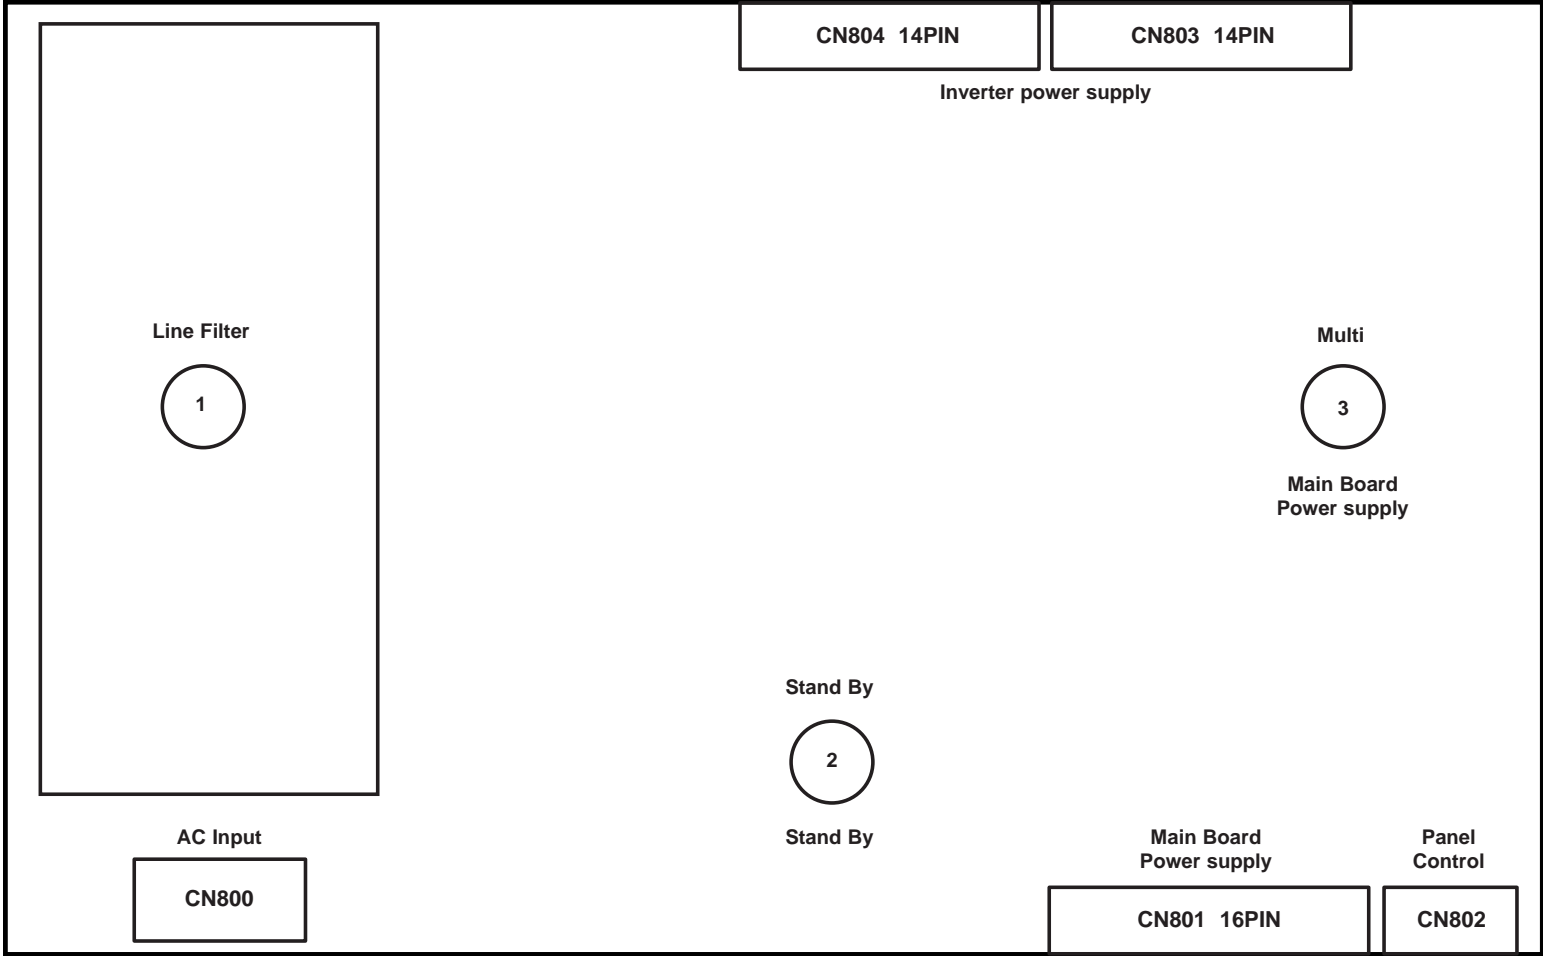 CN804 14PIN
CN803 14PIN
Inverter power supply
Line Filter
1
Multi
3
Main Board
Power supply
Stand By
2
Stand By
AC Input
CN800
Main Board
Power supply
CN801 16PIN
Panel
Control
CN802